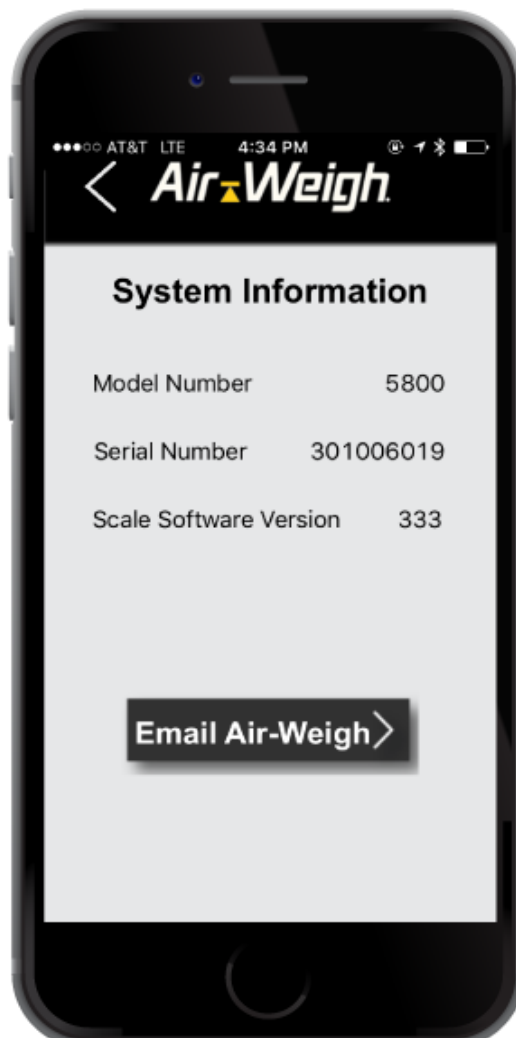 AT&T LTE 4:34 PM
Air-Weigh
System Information
Model Number 5800
Serial Number 301006019
Scale Software Version 333
Email Air-Weigh